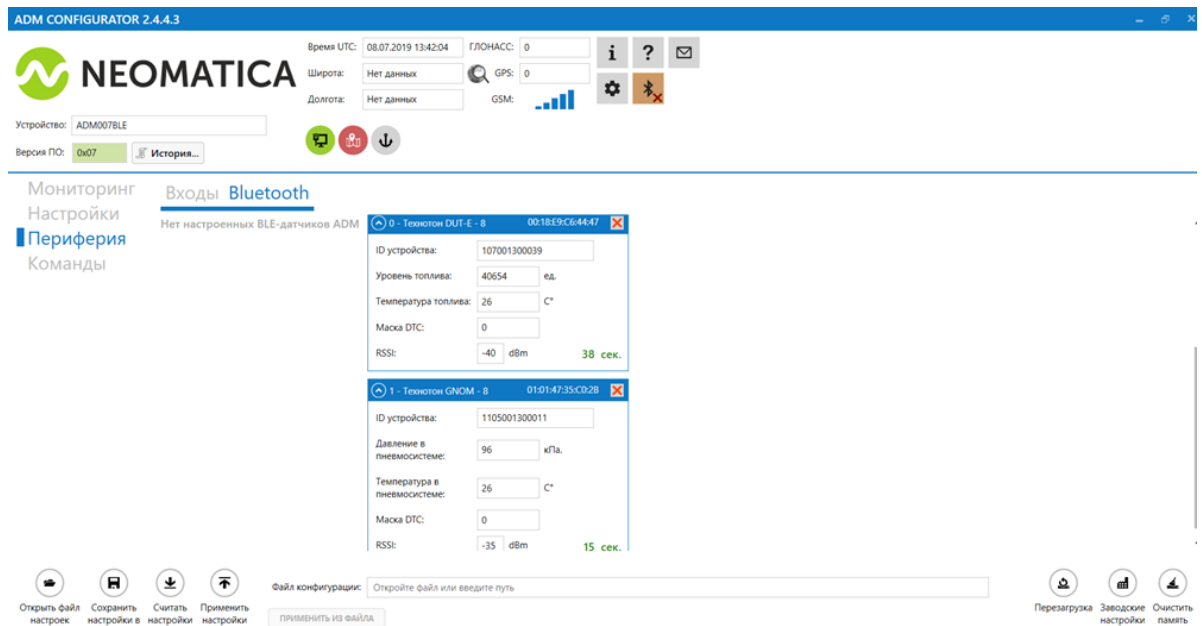 ADM CONFIGURATOR 2.4.4.3
NEOMATICA
Время UTC: 08.07.2019 13:42:04 ГЛОНАСС: 0
Широта: Нет данных GPS: 0
Долгота: Нет данных GSM:
i ?
Устройство: ADM007BLE
Версия ПО: 0x07 История...
Мониторинг
Настройки
Периферия
Команды
Входы Bluetooth
Нет настроенных BLE-датчиков ADM
0 - Технотон DUT-E - 8 00:18:E9:C6:44:47
ID устройства: 107001300039
Уровень топлива: 40654 ед.
Температура топлива: 26 C°
Маска DTC: 0
RSSI: -40 dBm 38 сек.
1 - Технотон GNOM - 8 01:01:47:35:C0:2B
ID устройства: 1105001300011
Давление в
пневмосистеме: 96 кПа.
Температура в
пневмосистеме: 26 C°
Маска DTC: 0
RSSI: -35 dBm 15 сек.
Открыть файл настроек
Сохранить настройки в
Считать настройки
Применить настройки
Файл конфигурации: Откройте файл или введите путь
ПРИМЕНИТЬ ИЗ ФАЙЛА
Перезагрузка
Заводские настройки
Очистить память